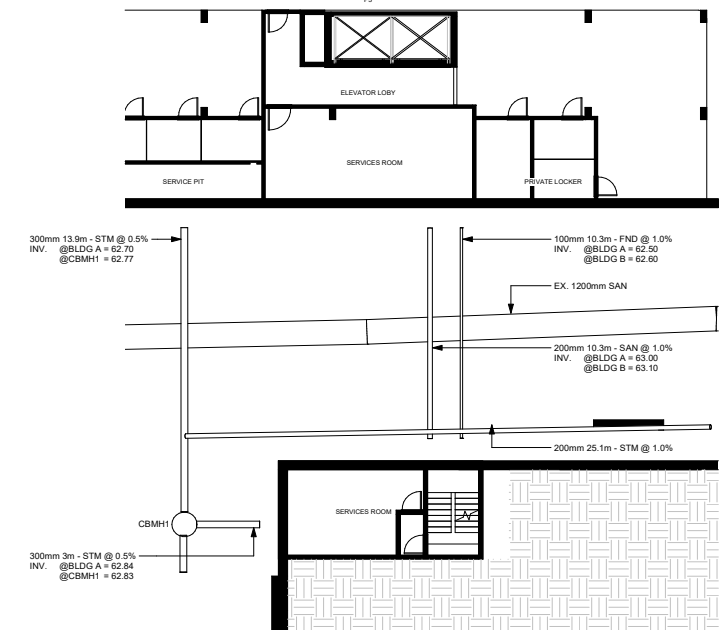 ELEVATOR LOBY
SERVICES ROOM
SERVICE PIT
PRIVATE LOCKER
300mm 13.9m - STM @ 0.5%
INV. @BLDG A = 62.70
@CBMH1 = 62.77
100mm 10.3m - FND @ 1.0%
INV. @BLDG A = 62.50
@BLDG B = 62.60
EX. 1200mm SAN
200mm 10.3m - SAN @ 1.0%
INV. @BLDG A = 63.00
@BLDG B = 63.10
200mm 25.1m - STM @ 1.0%
SERVICES ROOM
CBMH1
300mm 3m - STM @ 0.5%
INV. @BLDG A = 62.84
@CBMH1 = 62.83